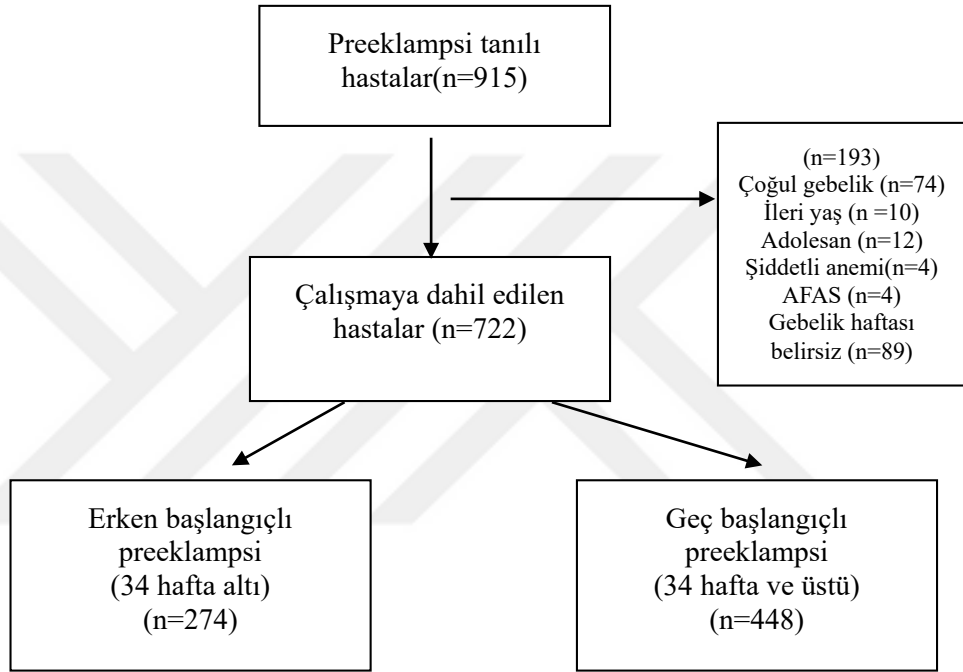 Preeklampsi tanılı
hastalar(n=915)
(n=193)
Çoğul gebelik (n=74)
İleri yaş (n =10)
Adolesan (n=12)
Şiddetli anemi(n=4)
AFAS (n=4)
Gebelik haftası
belirsiz (n=89)
Çalışmaya dahil edilen
hastalar (n=722)
Erken başlangıçlı
preeklampsi
(34 hafta altı)
(n=274)
Geç başlangıçlı
preeklampsi
(34 hafta ve üstü)
(n=448)